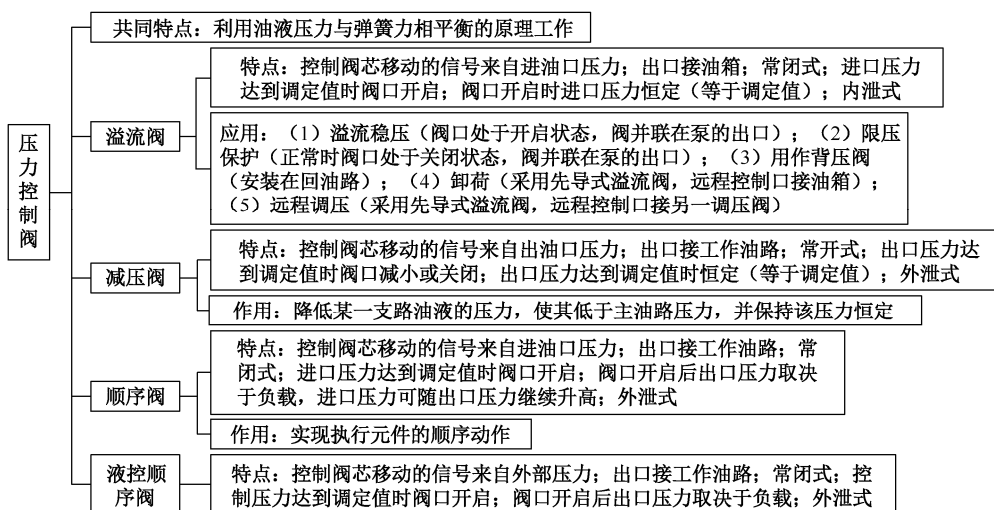 共同特点：利用油液压力与弹簧力相平衡的原理工作
特点：控制阀芯移动的信号来自进油口压力；出口接油箱；常闭式；进口压力
达到调定值时阀口开启；阀口开启时进口压力恒定（等于调定值）；内泄式
溢流阀
应用：（1）溢流稳压（阀口处于开启状态，阀并联在泵的出口）；（2）限压
保护（正常时阀口处于关闭状态，阀并联在泵的出口）；（3）用作背压阀
（安装在回油路）；（4）卸荷（采用先导式溢流阀，远程控制口接油箱）；
（5）远程调压（采用先导式溢流阀，远程控制口接另一调压阀）
压力控制阀
特点：控制阀芯移动的信号来自出油口压力；出口接工作油路；常开式；出口压力达
到调定值时阀口减小或关闭；出口压力达到调定值时恒定（等于调定值）；外泄式
减压阀
作用：降低某一支路油液的压力，使其低于主油路压力，并保持该压力恒定
特点：控制阀芯移动的信号来自进油口压力；出口接工作油路；常
闭式；进口压力达到调定值时阀口开启；阀口开启后出口压力取决
于负载，进口压力可随出口压力继续升高；外泄式
顺序阀
作用：实现执行元件的顺序动作
液控顺
序阀
特点：控制阀芯移动的信号来自外部压力；出口接工作油路；常闭式；控
制压力达到调定值时阀口开启；阀口开启后出口压力取决于负载；外泄式